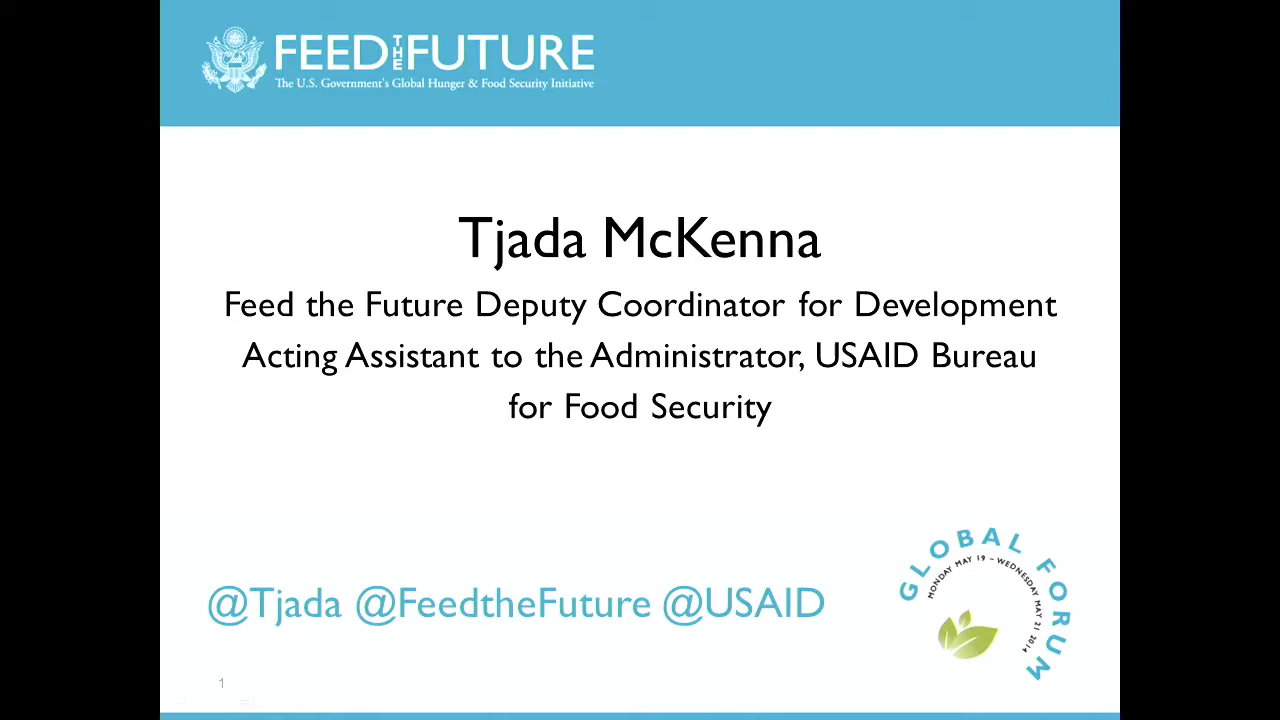 FEED THE FUTURE
The U.S. Government's Global Hunger & Food Security Initiative
Tjada McKenna
Feed the Future Deputy Coordinator for Development
Acting Assistant to the Administrator, USAID Bureau
for Food Security
GLOBAL FORUM
MONDAY MAY 19 – WEDNESDAY MAY 21 2014
@Tjada @FeedtheFuture @USAID
1